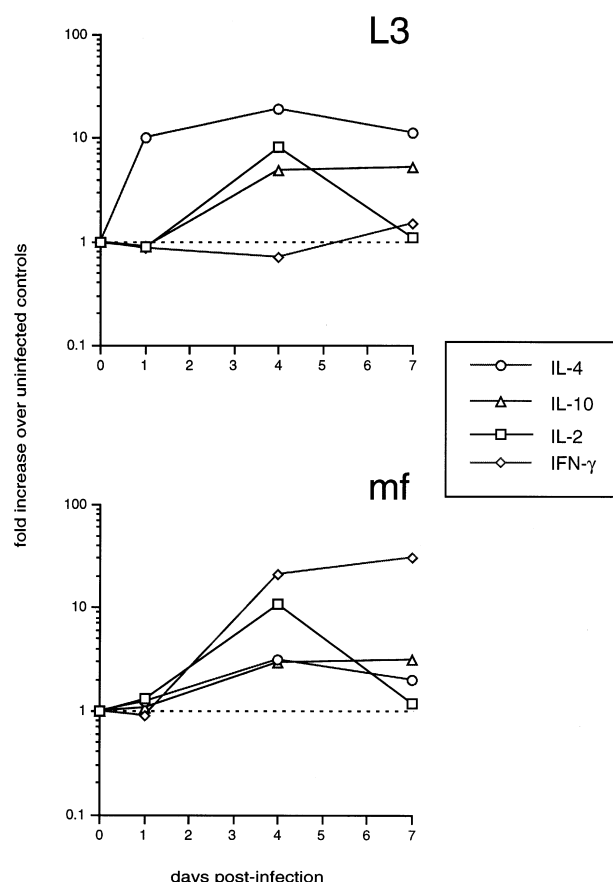 L3
100
10
1
0.1
0 1 2 3 4 5 6 7
fold increase over uninfected controls
IL-4
IL-10
IL-2
IFN-γ
mf
100
10
1
0.1
0 1 2 3 4 5 6 7
days post-infection